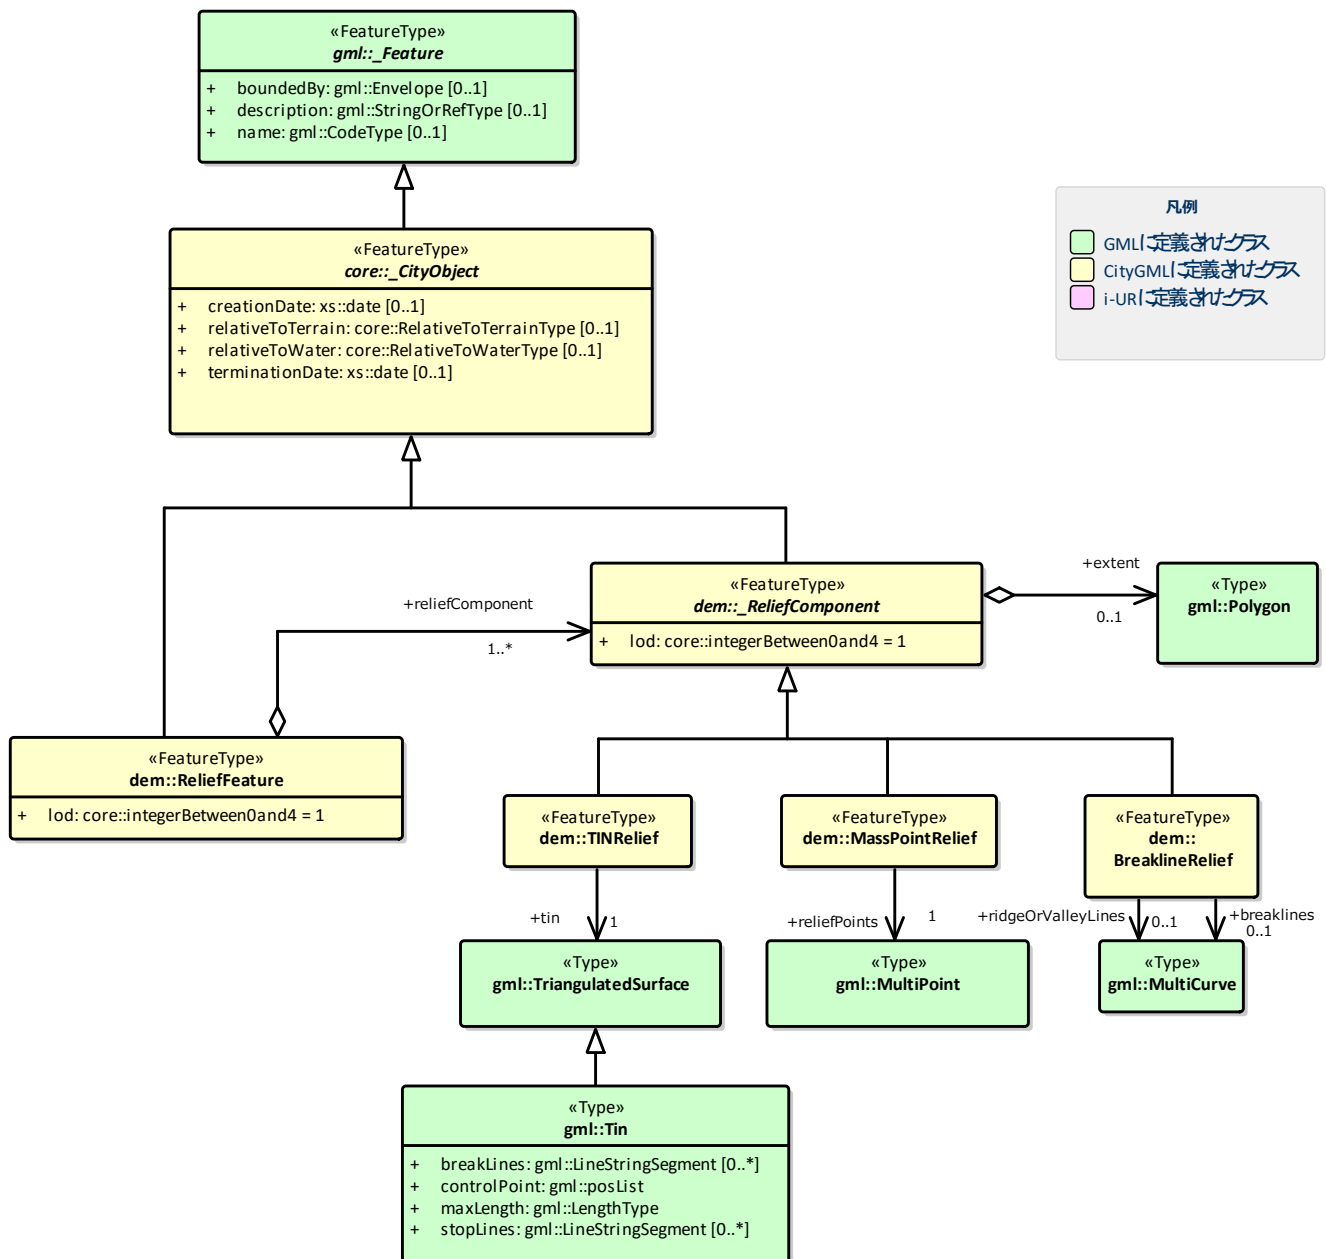 «FeatureType»
gml::_Feature
+ boundedBy: gml::Envelope [0..1]
+ description: gml::StringOrRefType [0..1]
+ name: gml::CodeType [0..1]
«FeatureType»
core::_CityObject
+ creationDate: xs::date [0..1]
+ relativeToTerrain: core::RelativeToTerrainType [0..1]
+ relativeToWater: core::RelativeToWaterType [0..1]
+ terminationDate: xs::date [0..1]
凡例
GMLに定義されたクラス
CityGMLに定義されたクラス
i-URに定義されたクラス
+reliefComponent
1..*
«FeatureType»
dem::_ReliefComponent
+ lod: core::integerBetween0and4 = 1
+extent
0..1
«Type»
gml::Polygon
«FeatureType»
dem::ReliefFeature
+ lod: core::integerBetween0and4 = 1
«FeatureType»
dem::TINRelief
«FeatureType»
dem::MassPointRelief
«FeatureType»
dem::
BreaklineRelief
+tin
1
+reliefPoints
1
+ridgeOrValleyLines
0..1
+breaklines
0..1
«Type»
gml::TriangulatedSurface
«Type»
gml::MultiPoint
«Type»
gml::MultiCurve
«Type»
gml::Tin
+ breakLines: gml::LineStringSegment [0..*]
+ controlPoint: gml::posList
+ maxLength: gml::LengthType
+ stopLines: gml::LineStringSegment [0..*]